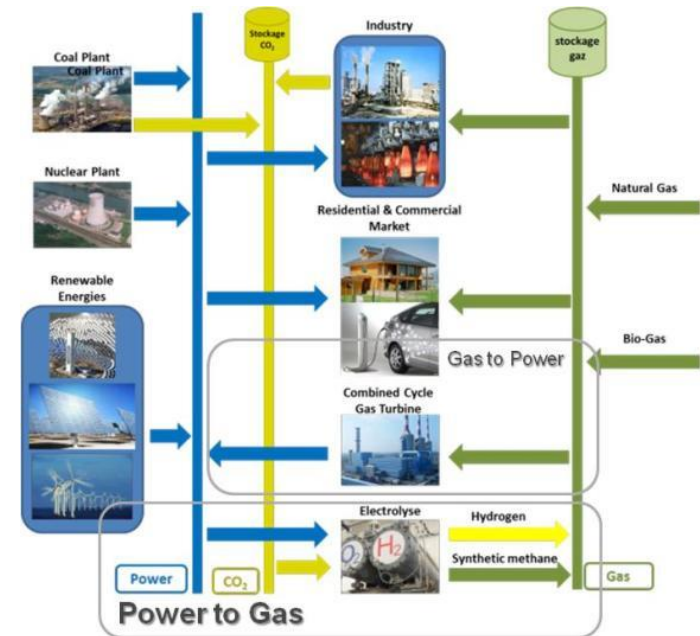 Stockage
CO₂
Industry
stockage
gaz
Coal Plant
Coal Plant
Nuclear Plant
Natural Gas
Residential & Commercial
Market
Renewable
Energies
Bio-Gas
Gas to Power
Combined Cycle
Gas Turbine
Electrolyse
Hydrogen
O₂
H₂
Synthetic methane
Power
CO₂
Gas
Power to Gas